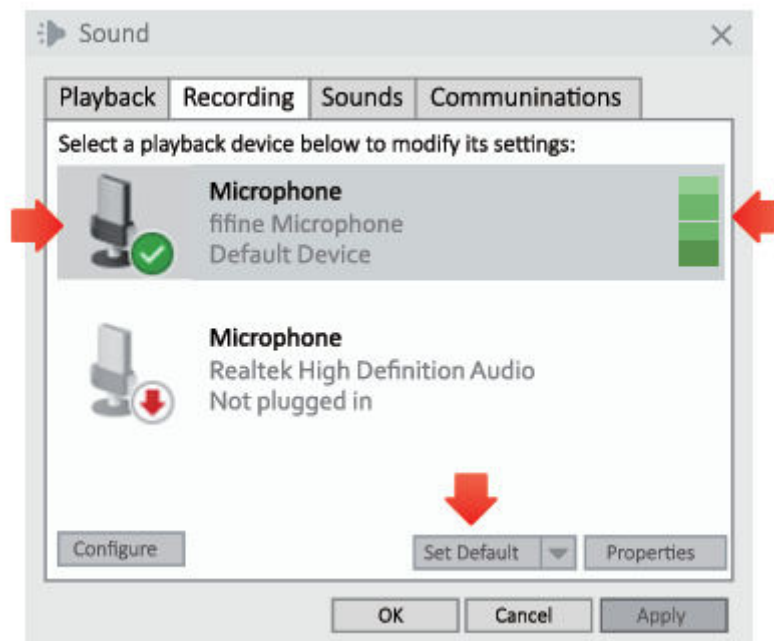 Sound
Playback Recording Sounds Communinations
Select a playback device below to modify its settings:
Microphone
fifine Microphone
Default Device
Microphone
Realtek High Definition Audio
Not plugged in
Configure Set Default Properties
OK Cancel Apply